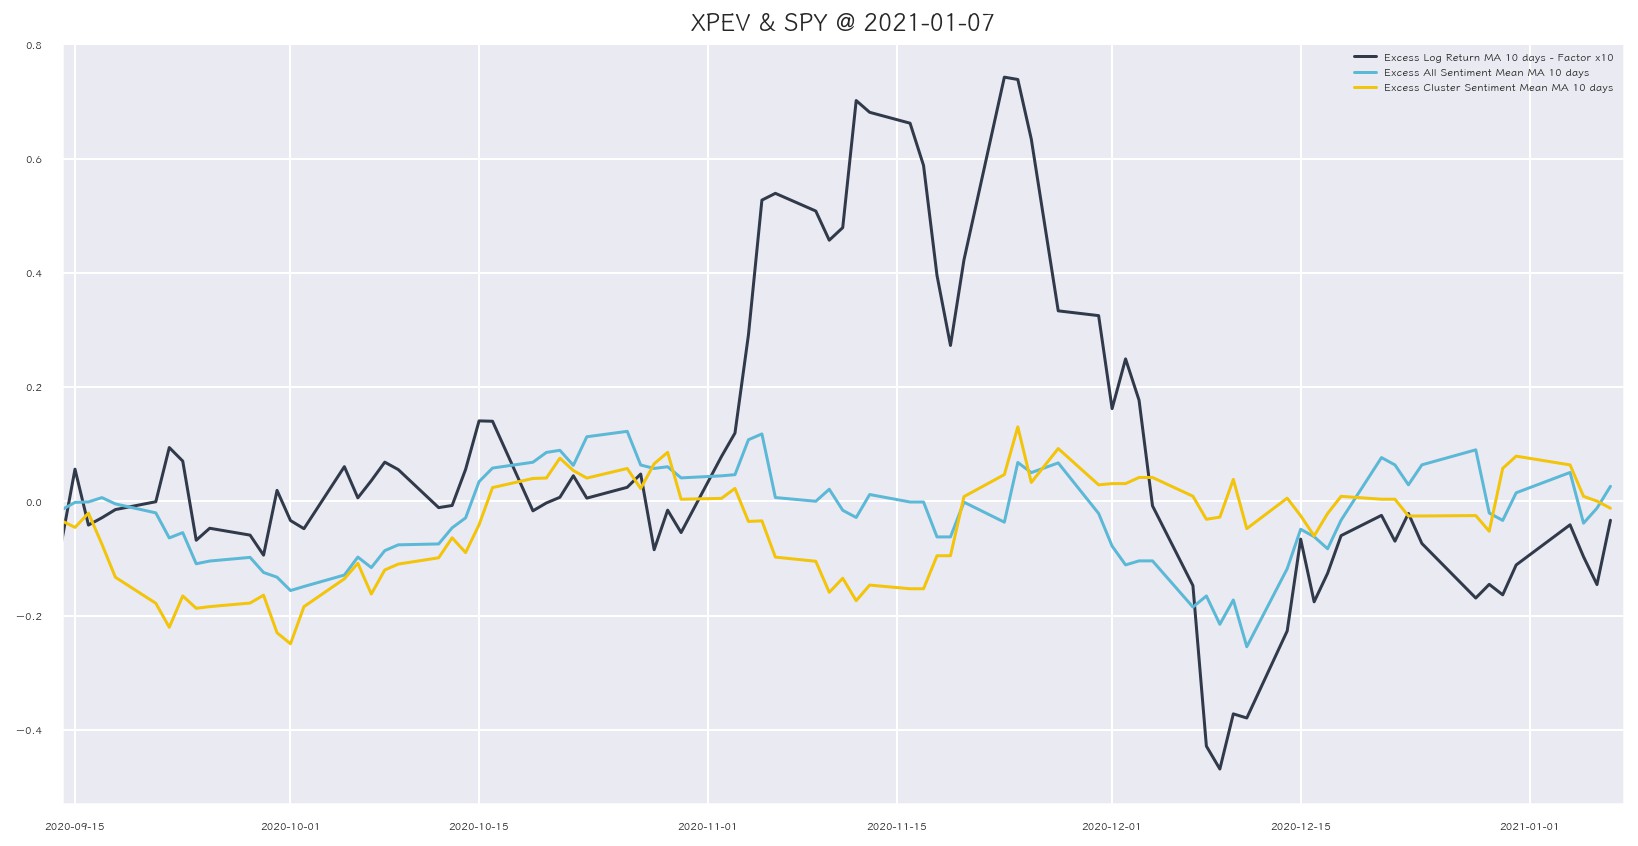 XPEV & SPY @ 2021-01-07
Excess Log Return MA 10 days - Factor x10
Excess All Sentiment Mean MA 10 days
Excess Cluster Sentiment Mean MA 10 days
0.8
0.6
0.4
0.2
0.0
−0.2
−0.4
2020-09-15 2020-10-01 2020-10-15 2020-11-01 2020-11-15 2020-12-01 2020-12-15 2021-01-01